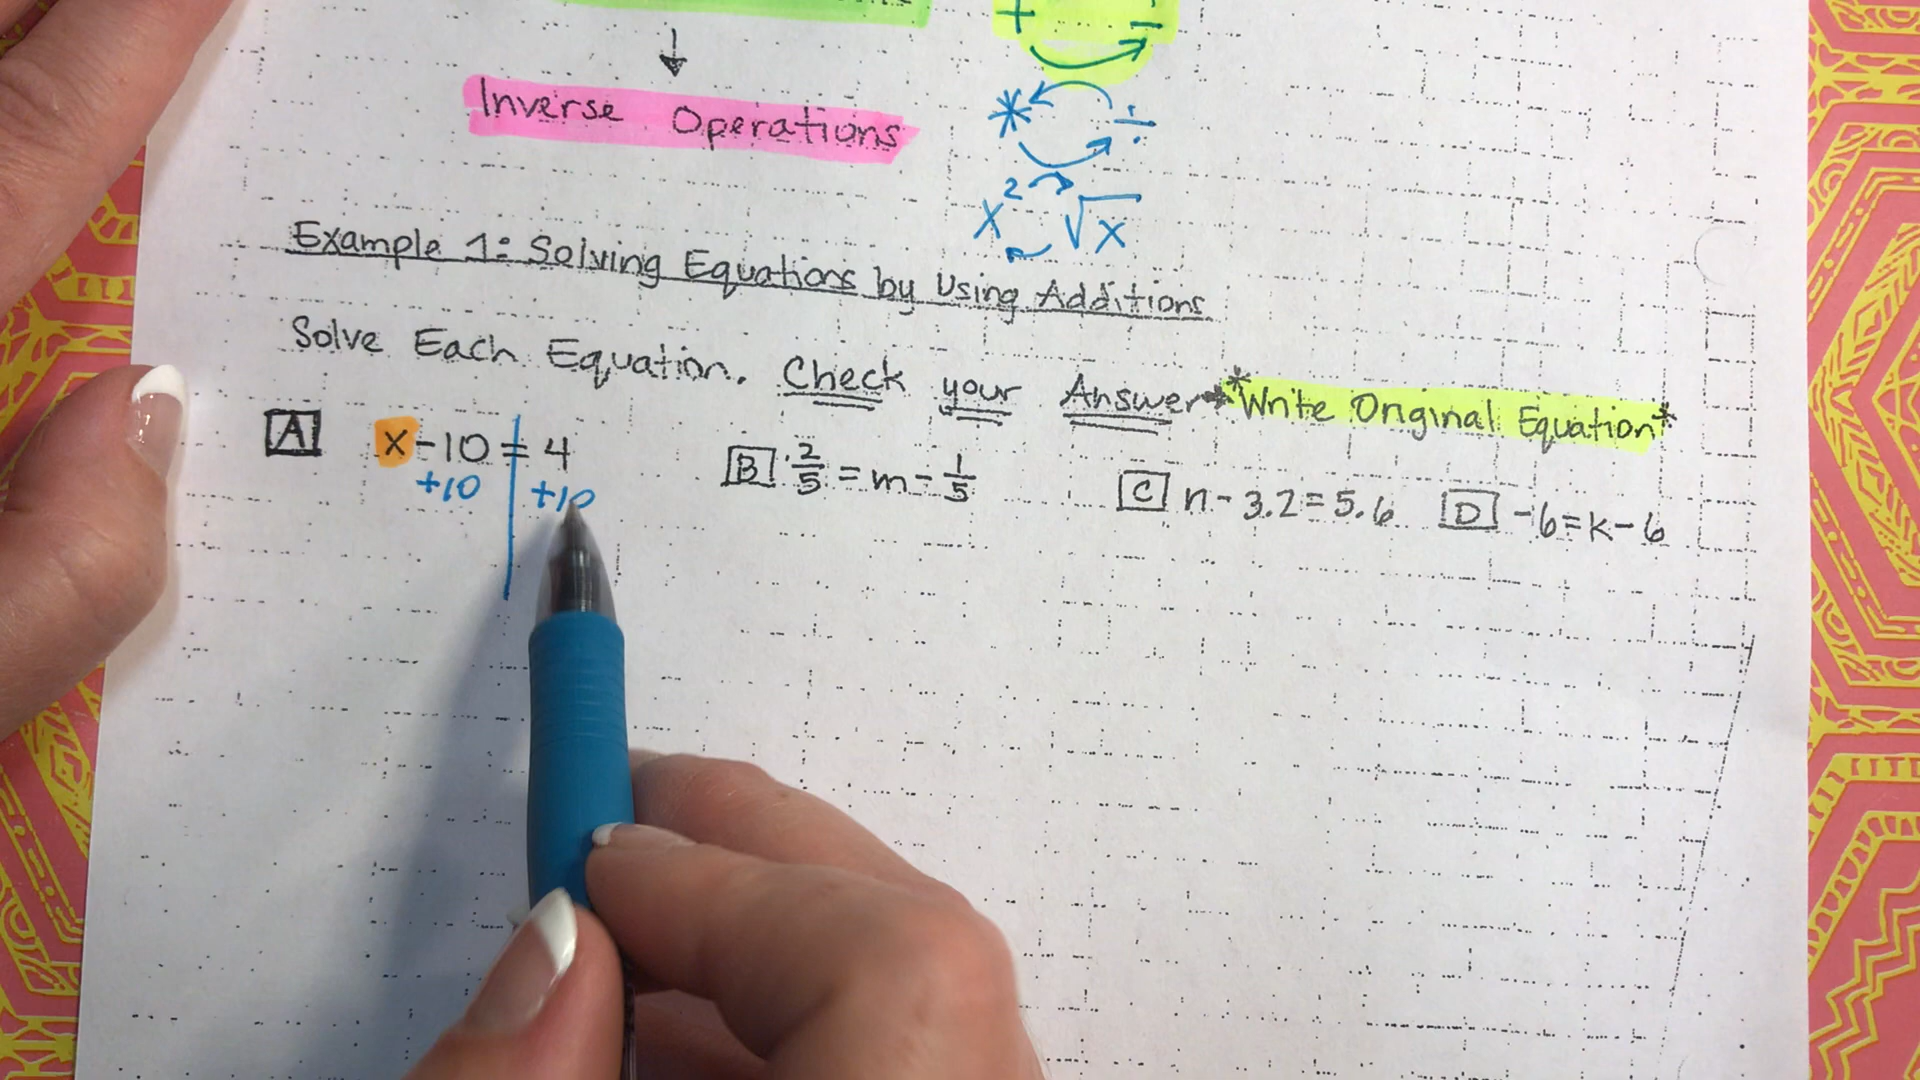 + −
Inverse Operations
* ÷
x² √x
Example 1: Solving Equations by Using Additions
Solve Each Equation. Check your Answer *Write Original Equation*
A x - 10 = 4
+10 +10
B 2/5 = m - 1/5
C n - 3.2 = 5.6
D -6 = k - 6